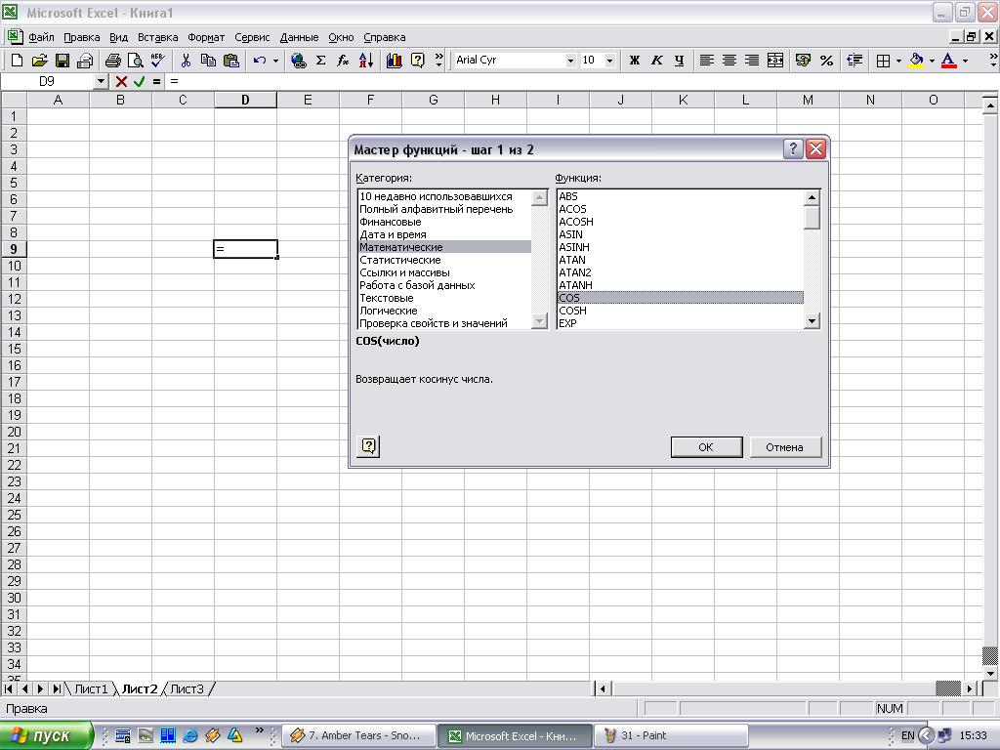 Microsoft Excel - Книга1
Файл Правка Вид Вставка Формат Сервис Данные Окно Справка
Arial Cyr 10 Ж К Ч %
D9 = =
A B C D E F G H I J K L M N O
1
2
3
4
5
6
7
8
9 =
10
11
12
13
14
15
16
17
18
19
20
21
22
23
24
25
26
27
28
29
30
31
32
33
34
35
Мастер функций - шаг 1 из 2
Категория: Функция:
10 недавно использовавшихся ABS
Полный алфавитный перечень ACOS
Финансовые ACOSH
Дата и время ASIN
Математические ASINH
Статистические ATAN
Ссылки и массивы ATAN2
Работа с базой данных ATANH
Текстовые COS
Логические COSH
Проверка свойств и значений EXP
COS(число)
Возвращает косинус числа.
ОК Отмена
Лист1 Лист2 Лист3
Правка NUM
пуск 7. Amber Tears - Sno... Microsoft Excel - Кни... 31 - Paint EN 15:33